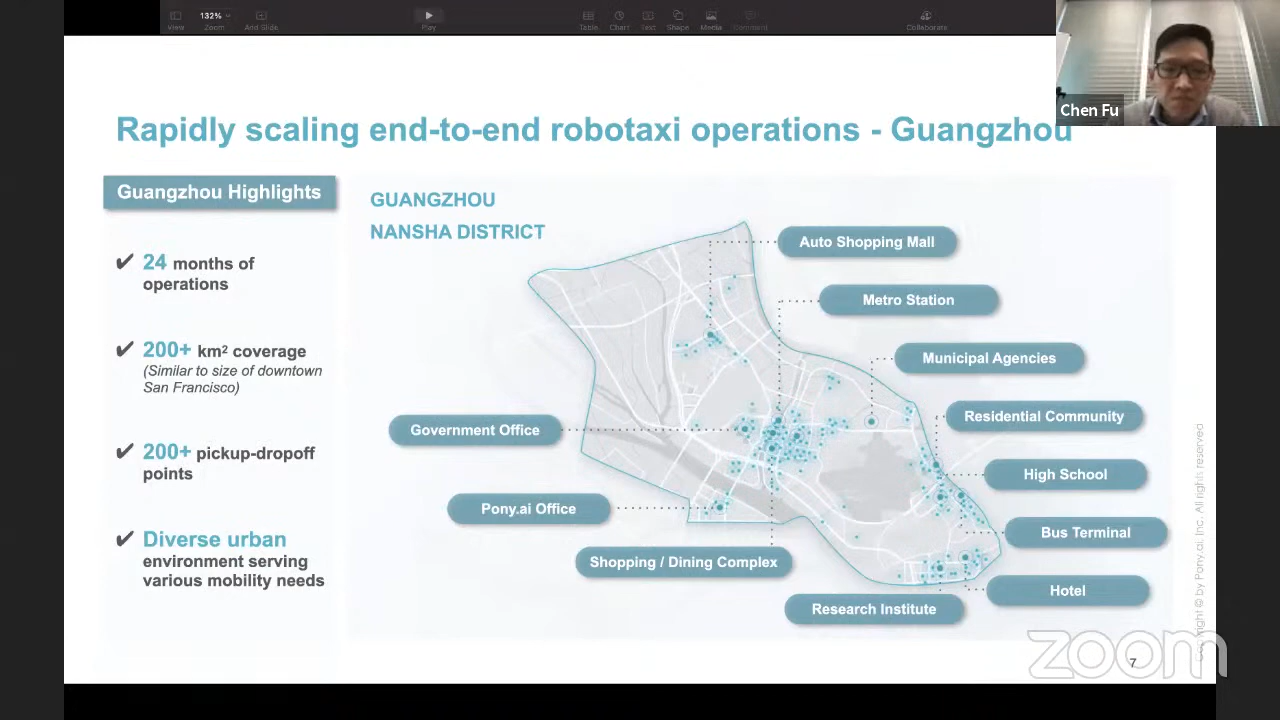 132%
View
Zoom
Add Slide
Play
Table
Chart
Text
Shape
Media
Comment
Collaborate
Chen Fu
Rapidly scaling end-to-end robotaxi operations - Guangzhou
Guangzhou Highlights
✔ 24 months of
operations
✔ 200+ km² coverage
(Similar to size of downtown
San Francisco)
✔ 200+ pickup-dropoff
points
✔ Diverse urban
environment serving
various mobility needs
GUANGZHOU
NANSHA DISTRICT
Auto Shopping Mall
Metro Station
Municipal Agencies
Residential Community
Government Office
High School
Pony.ai Office
Bus Terminal
Shopping / Dining Complex
Hotel
Research Institute
Copyright © by Pony.ai, Inc. All rights reserved
zoom
7